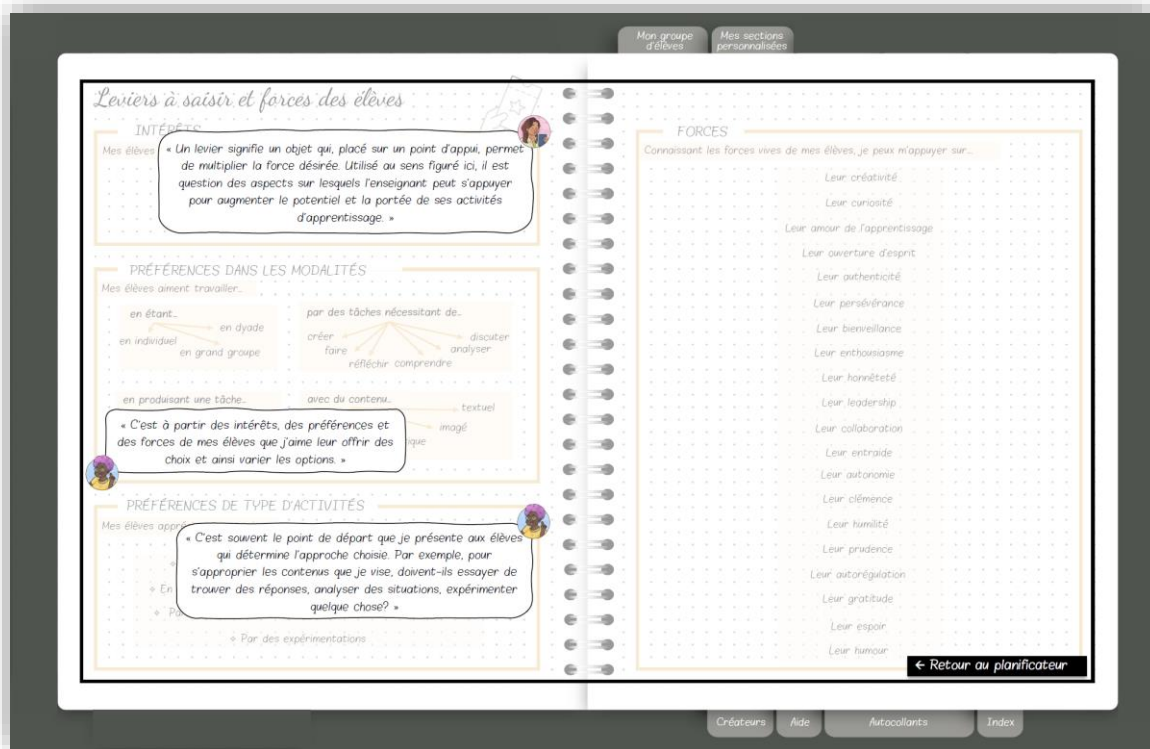 Mon groupe
d'élèves
Mes sections
personnalisées
Leviers à saisir et forces des élèves
INTÉRÊTS
Mes élèves
« Un levier signifie un objet qui, placé sur un point d'appui, permet
de multiplier la force désirée. Utilisé au sens figuré ici, il est
question des aspects sur lesquels l'enseignant peut s'appuyer
pour augmenter le potentiel et la portée de ses activités
d'apprentissage. »
PRÉFÉRENCES DANS LES MODALITÉS
Mes élèves aiment travailler...
en étant...
en dyade
en individuel
en grand groupe
par des tâches nécessitant de...
créer
discuter
faire
analyser
réfléchir
comprendre
en produisant une tâche...
avec du contenu...
textuel
imagé
« C'est à partir des intérêts, des préférences et
des forces de mes élèves que j'aime leur offrir des
choix et ainsi varier les options. »
PRÉFÉRENCES DE TYPE D'ACTIVITÉS
Mes élèves
« C'est souvent le point de départ que je présente aux élèves
qui détermine l'approche choisie. Par exemple, pour
s'approprier les contenus que je vise, doivent-ils essayer de
trouver des réponses, analyser des situations, expérimenter
quelque chose? »
En
Par des expérimentations
FORCES
Connaissant les forces vives de mes élèves, je peux m'appuyer sur...
Leur créativité
Leur curiosité
Leur amour de l'apprentissage
Leur ouverture d'esprit
Leur authenticité
Leur persévérance
Leur bienveillance
Leur enthousiasme
Leur honnêteté
Leur leadership
Leur collaboration
Leur entraide
Leur autonomie
Leur clémence
Leur humilité
Leur prudence
Leur autorégulation
Leur gratitude
Leur espoir
Leur humour
← Retour au planificateur
Créateurs
Aide
Autocollants
Index